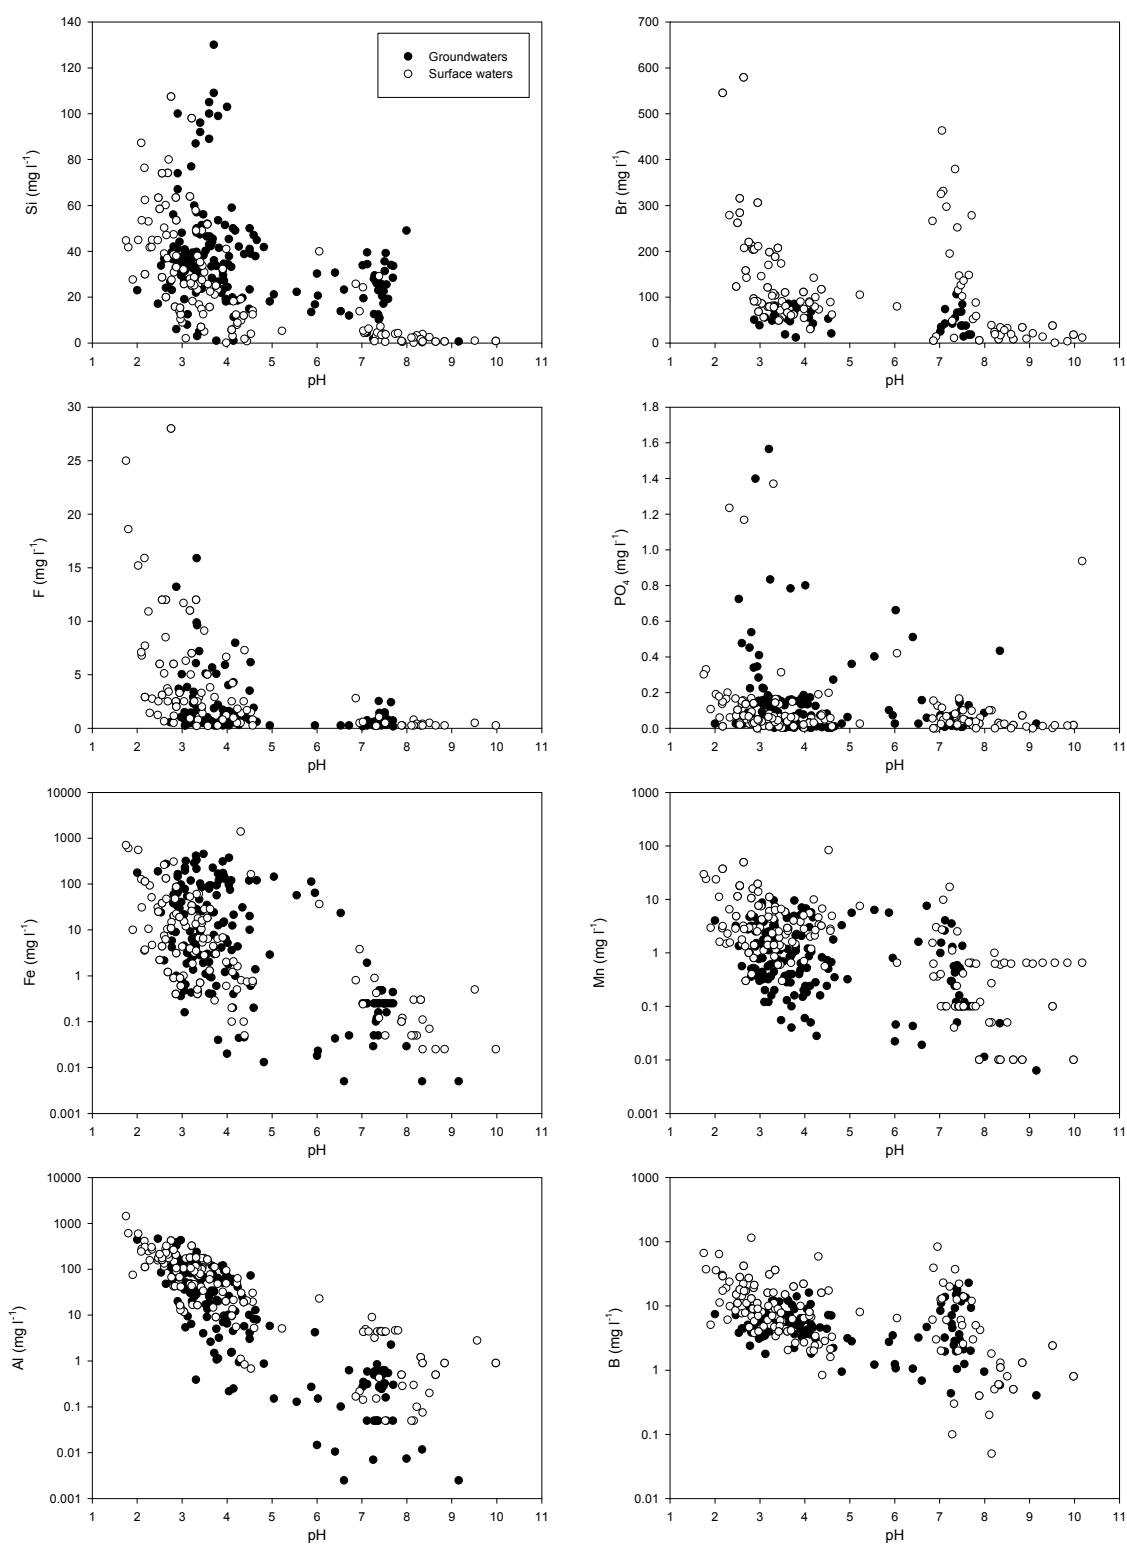 140
120
100
80
60
40
20
0
Si (mg l⁻¹)
Groundwaters
Surface waters
1 2 3 4 5 6 7 8 9 10 11
pH
700
600
500
400
300
200
100
0
Br (mg l⁻¹)
1 2 3 4 5 6 7 8 9 10 11
pH
30
25
20
15
10
5
0
F (mg l⁻¹)
1 2 3 4 5 6 7 8 9 10 11
pH
1.8
1.6
1.4
1.2
1.0
0.8
0.6
0.4
0.2
0.0
PO₄ (mg l⁻¹)
1 2 3 4 5 6 7 8 9 10 11
pH
10000
1000
100
10
1
0.1
0.01
0.001
Fe (mg l⁻¹)
1 2 3 4 5 6 7 8 9 10 11
pH
1000
100
10
1
0.1
0.01
0.001
Mn (mg l⁻¹)
1 2 3 4 5 6 7 8 9 10 11
pH
10000
1000
100
10
1
0.1
0.01
0.001
Al (mg l⁻¹)
1 2 3 4 5 6 7 8 9 10 11
pH
1000
100
10
1
0.1
0.01
B (mg l⁻¹)
1 2 3 4 5 6 7 8 9 10 11
pH